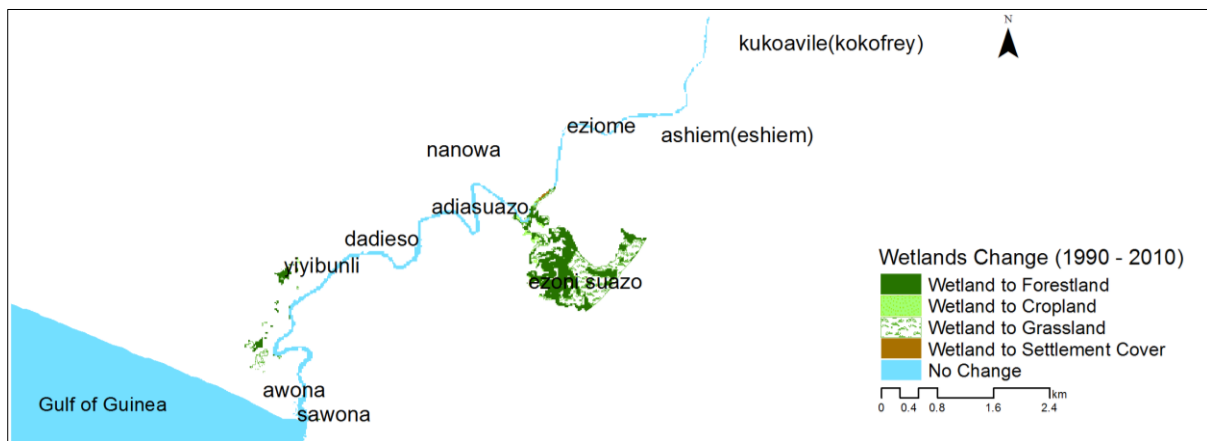 N
kukoavile(kokofrey)
eziome
ashiem(eshiem)
nanowa
adiasuazo
dadieso
yiyibunli
ezoni suazo
awona
sawona
Gulf of Guinea
Wetlands Change (1990 - 2010)
Wetland to Forestland
Wetland to Cropland
Wetland to Grassland
Wetland to Settlement Cover
No Change
km
0 0.4 0.8 1.6 2.4